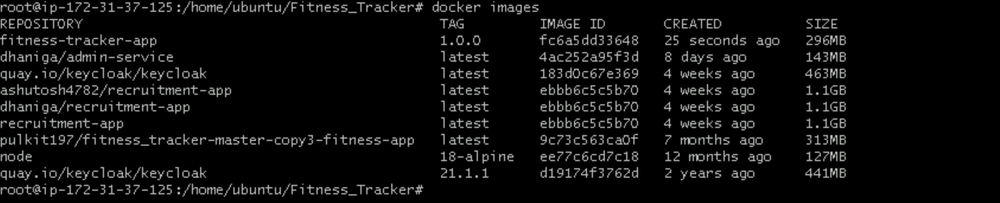 root@ip-172-31-37-125:/home/ubuntu/Fitness_Tracker# docker images
REPOSITORY TAG IMAGE ID CREATED SIZE
fitness-tracker-app 1.0.0 fc6a5dd33648 25 seconds ago 296MB
dhaniga/admin-service latest 4ac252a95f3d 8 days ago 143MB
quay.io/keycloak/keycloak latest 183d0c67e369 4 weeks ago 463MB
ashutosh4782/recruitment-app latest ebbb6c5c5b70 4 weeks ago 1.1GB
dhaniga/recruitment-app latest ebbb6c5c5b70 4 weeks ago 1.1GB
recruitment-app latest ebbb6c5c5b70 4 weeks ago 1.1GB
pulkit197/fitness_tracker-master-copy3-fitness-app latest 9c73c563ca0f 7 months ago 313MB
node 18-alpine ee77c6cd7c18 12 months ago 127MB
quay.io/keycloak/keycloak 21.1.1 d19174f3762d 2 years ago 441MB
root@ip-172-31-37-125:/home/ubuntu/Fitness_Tracker#